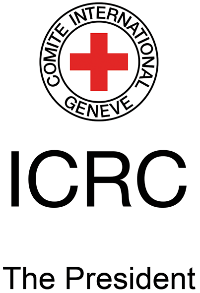 COMITE INTERNATIONAL
GENEVE
ICRC
The President